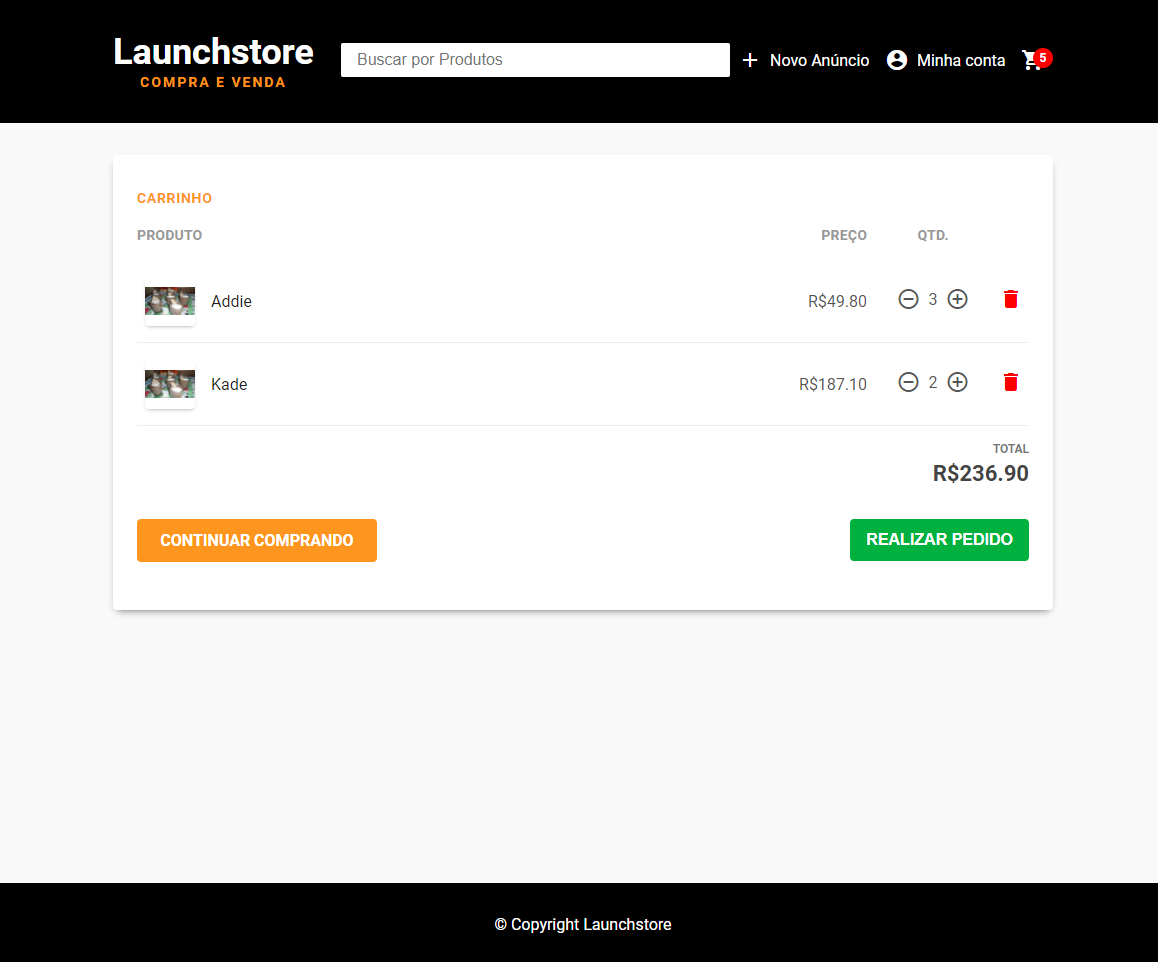 Launchstore
COMPRA E VENDA
Buscar por Produtos
Novo Anúncio
Minha conta
5
CARRINHO
PRODUTO PREÇO QTD.
Addie R$49.80 3
Kade R$187.10 2
TOTAL
R$236.90
CONTINUAR COMPRANDO
REALIZAR PEDIDO
© Copyright Launchstore